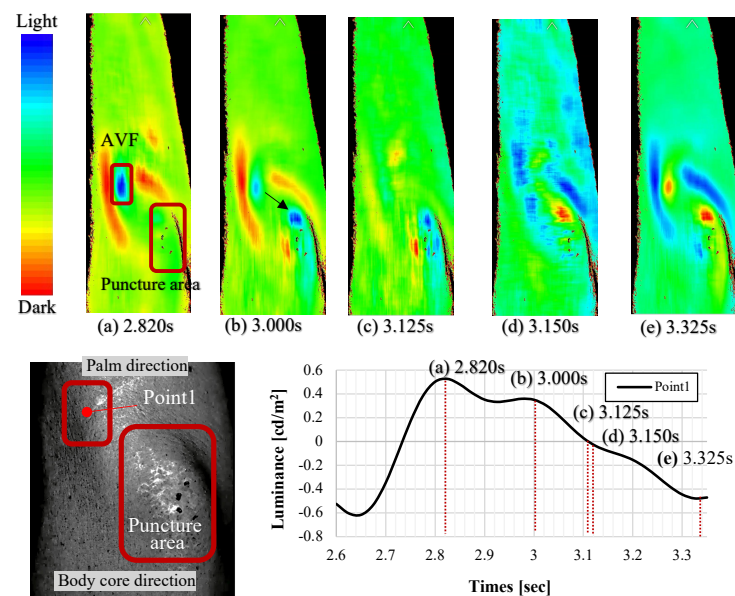 Light
Dark
AVF
Puncture area
(a) 2.820s
(b) 3.000s
(c) 3.125s
(d) 3.150s
(e) 3.325s
Palm direction
Point1
Puncture
area
Body core direction
(a) 2.820s
(b) 3.000s
(c) 3.125s
(d) 3.150s
(e) 3.325s
Point1
Luminance [cd/m²]
0.6
0.4
0.2
0
-0.2
-0.4
-0.6
-0.8
2.6
2.7
2.8
2.9
3
3.1
3.2
3.3
Times [sec]